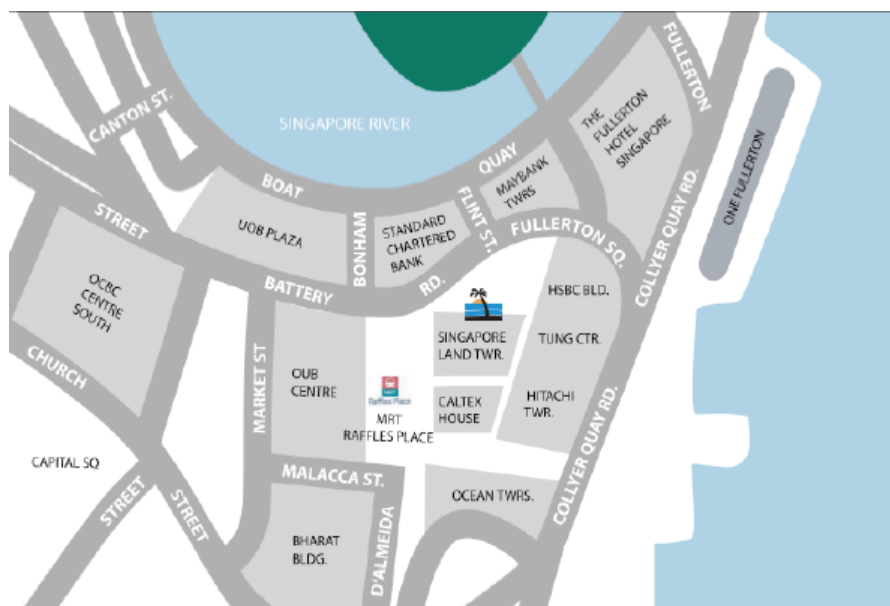 CANTON ST.
SINGAPORE RIVER
FULLERTON
THE
FULLERTON
HOTEL
SINGAPORE
ONE FULLERTON
BOAT
QUAY
MAYBANK
TWRS
STREET
UOB PLAZA
BONHAM
STANDARD
CHARTERED
BANK
FLINT ST.
FULLERTON SQ.
COLLYER QUAY RD.
OCBC
CENTRE
SOUTH
BATTERY
RD.
HSBC BLD.
SINGAPORE
LAND TWR.
TUNG CTR.
CHURCH
MARKET ST
OUB
CENTRE
Raffles Place
MRT
RAFFLES PLACE
CALTEX
HOUSE
HITACHI
TWR.
COLLYER QUAY RD.
CAPITAL SQ
STREET
STREET
MALACCA ST.
OCEAN TWRS.
BHARAT
BLDG.
D'ALMEIDA